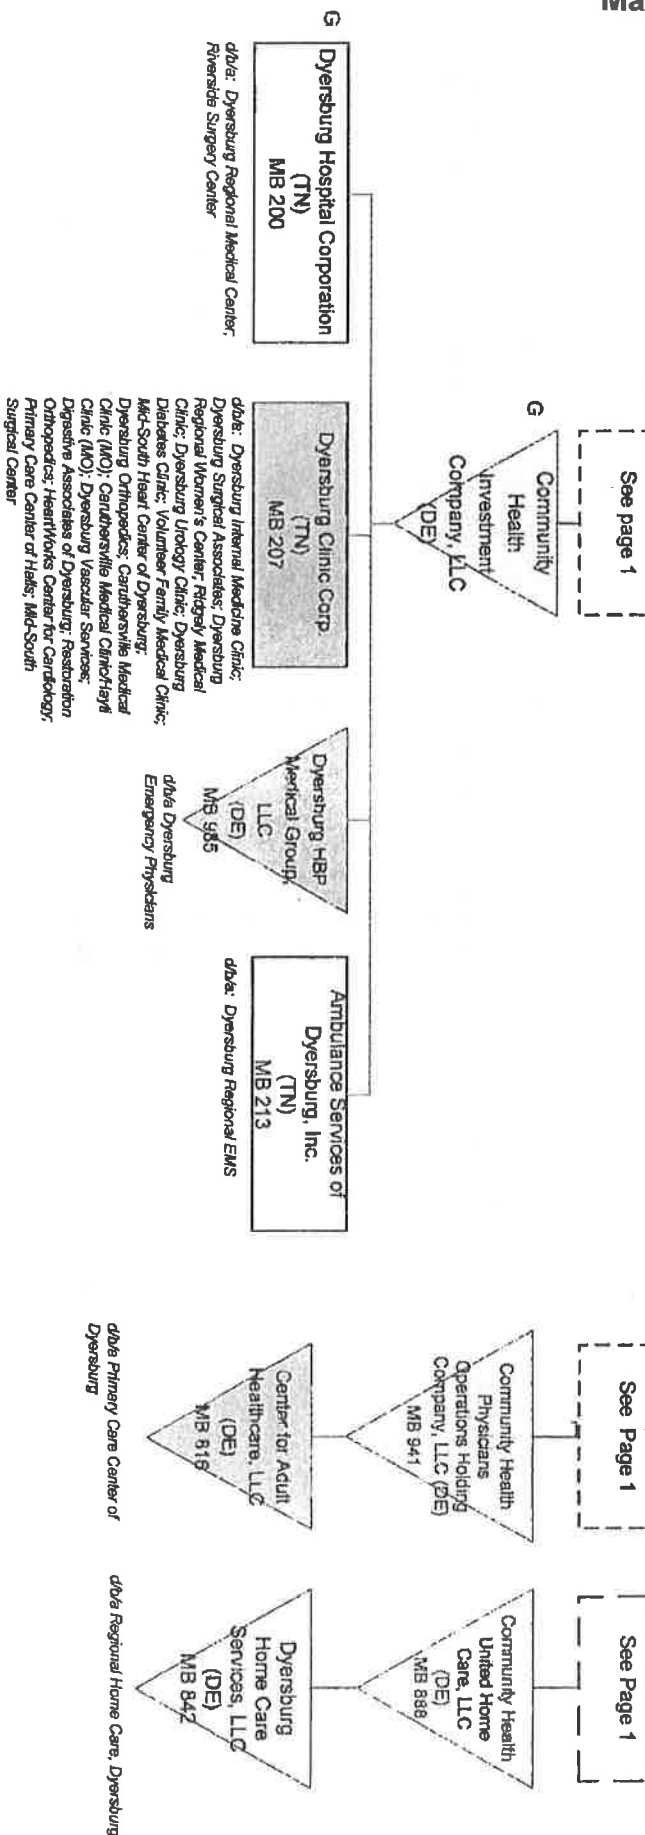 Ma
See page 1
G
Community
Health
Investment
Company, LLC
(DE)
G
Dyersburg Hospital Corporation
(TN)
MB 200
d/b/a: Dyersburg Regional Medical Center;
Riverside Surgery Center
Dyersburg Clinic Corp.
(TN)
MB 207
d/b/a: Dyersburg Internal Medicine Clinic;
Dyersburg Surgical Associates; Dyersburg
Regional Women's Center; Ridgely Medical
Clinic; Dyersburg Urology Clinic; Dyersburg
Diabetes Clinic; Volunteer Family Medical Clinic;
Mid-South Heart Center of Dyersburg;
Dyersburg Orthopedics; Caruthersville Medical
Clinic (MO); Caruthersville Medical Clinic/Hayti
Clinic (MO); Dyersburg Vascular Services;
Digestive Associates of Dyersburg; Restoration
Orthopedics; HeartWorks Center for Cardiology;
Primary Care Center of Halls; Mid-South
Surgical Center
Dyersburg HBP
Medical Group,
LLC
(DE)
MB 985
d/b/a Dyersburg
Emergency Physicians
Ambulance Services of
Dyersburg, Inc.
(TN)
MB 213
d/b/a: Dyersburg Regional EMS
See Page 1
Community Health
Physicians
Operations Holding
Company, LLC (DE)
MB 941
Center for Adult
Healthcare, LLC
(DE)
MB 616
d/b/a Primary Care Center of
Dyersburg
See Page 1
Community Health
United Home
Care, LLC
(DE)
MB 888
Dyersburg
Home Care
Services, LLC
(DE)
MB 842
d/b/a Regional Home Care, Dyersburg